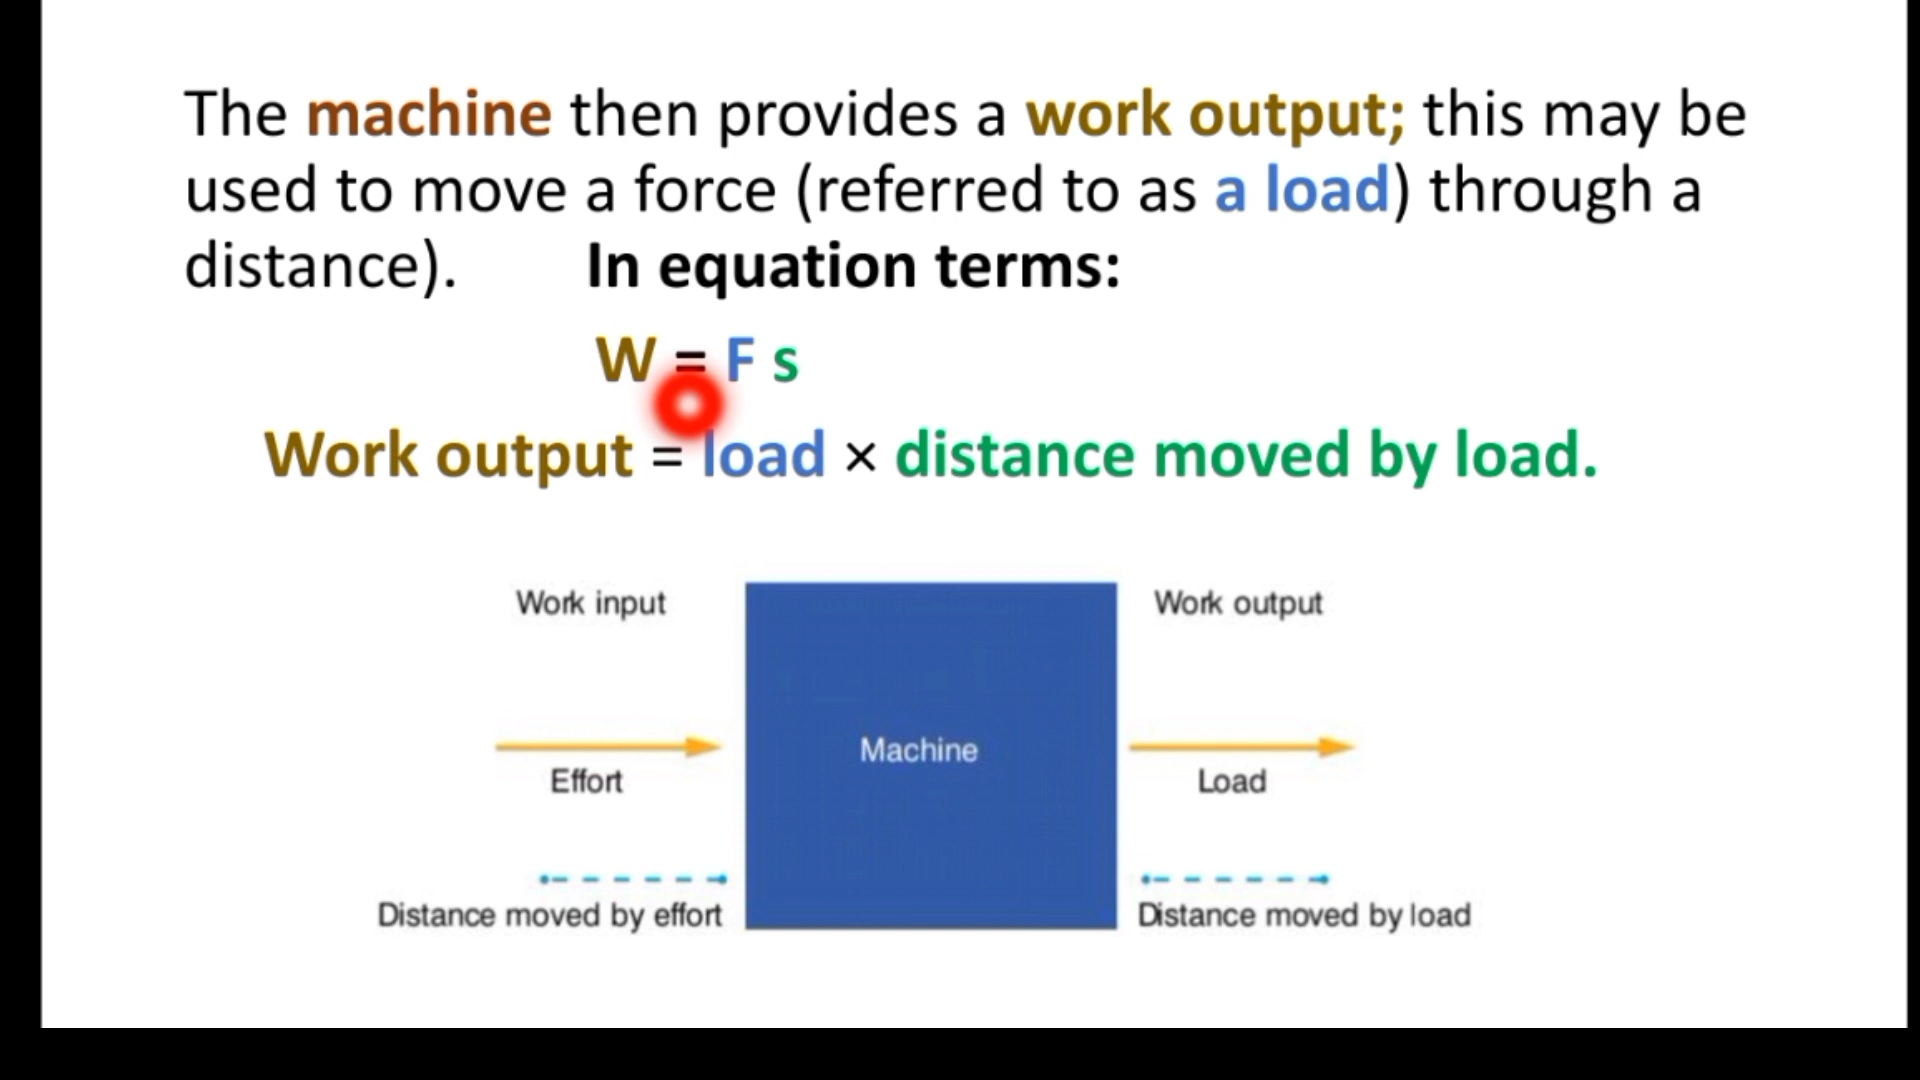 The machine then provides a work output; this may be
used to move a force (referred to as a load) through a
distance). In equation terms:
W = F s
Work output = load × distance moved by load.
Work input
Work output
Machine
Effort
Load
Distance moved by effort
Distance moved by load